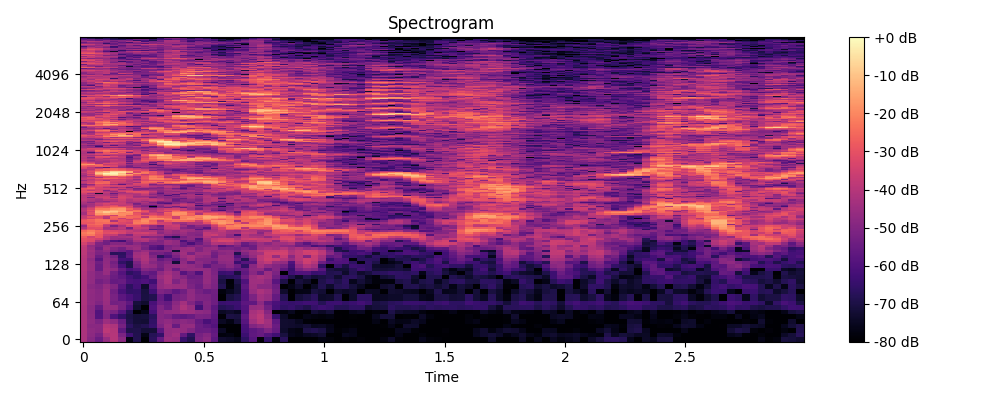 Spectrogram
Hz
4096
2048
1024
512
256
128
64
0
0
0.5
1
1.5
2
2.5
Time
+0 dB
-10 dB
-20 dB
-30 dB
-40 dB
-50 dB
-60 dB
-70 dB
-80 dB